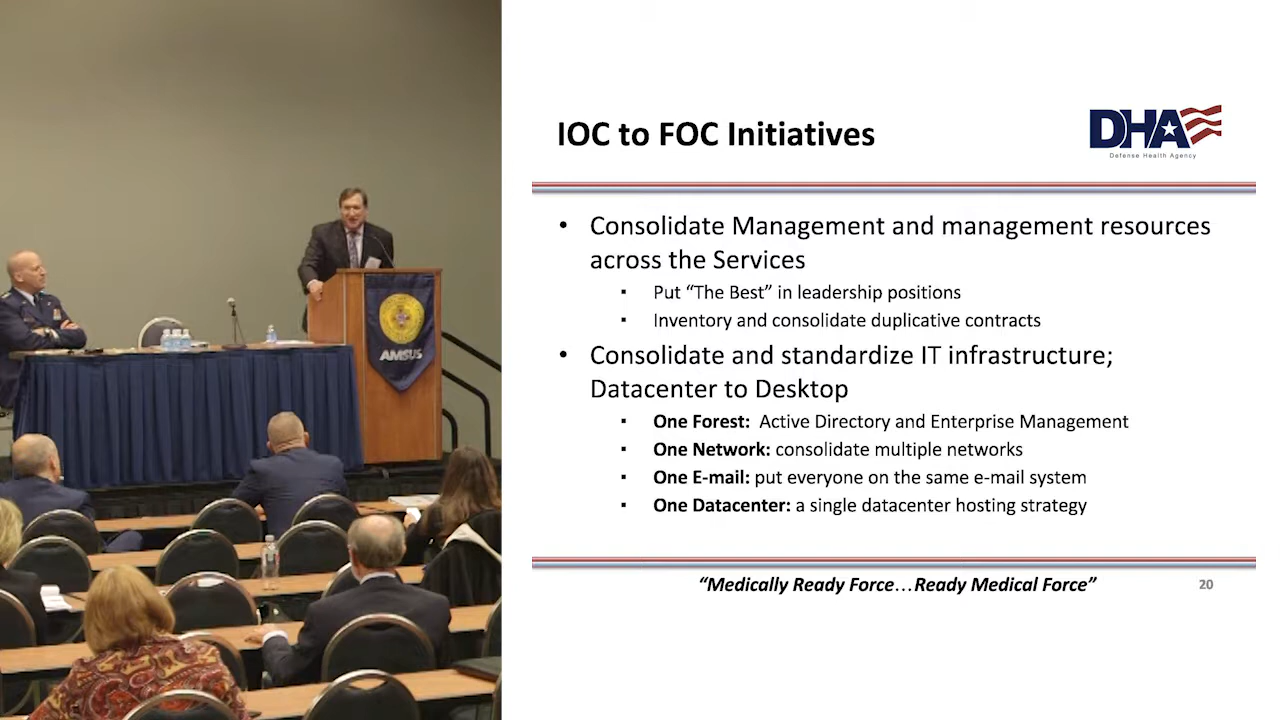 AMSUS
IOC to FOC Initiatives
DHA
Defense Health Agency
• Consolidate Management and management resources
across the Services
▪ Put “The Best” in leadership positions
▪ Inventory and consolidate duplicative contracts
• Consolidate and standardize IT infrastructure;
Datacenter to Desktop
▪ One Forest:  Active Directory and Enterprise Management
▪ One Network: consolidate multiple networks
▪ One E-mail: put everyone on the same e-mail system
▪ One Datacenter: a single datacenter hosting strategy
“Medically Ready Force…Ready Medical Force”
20